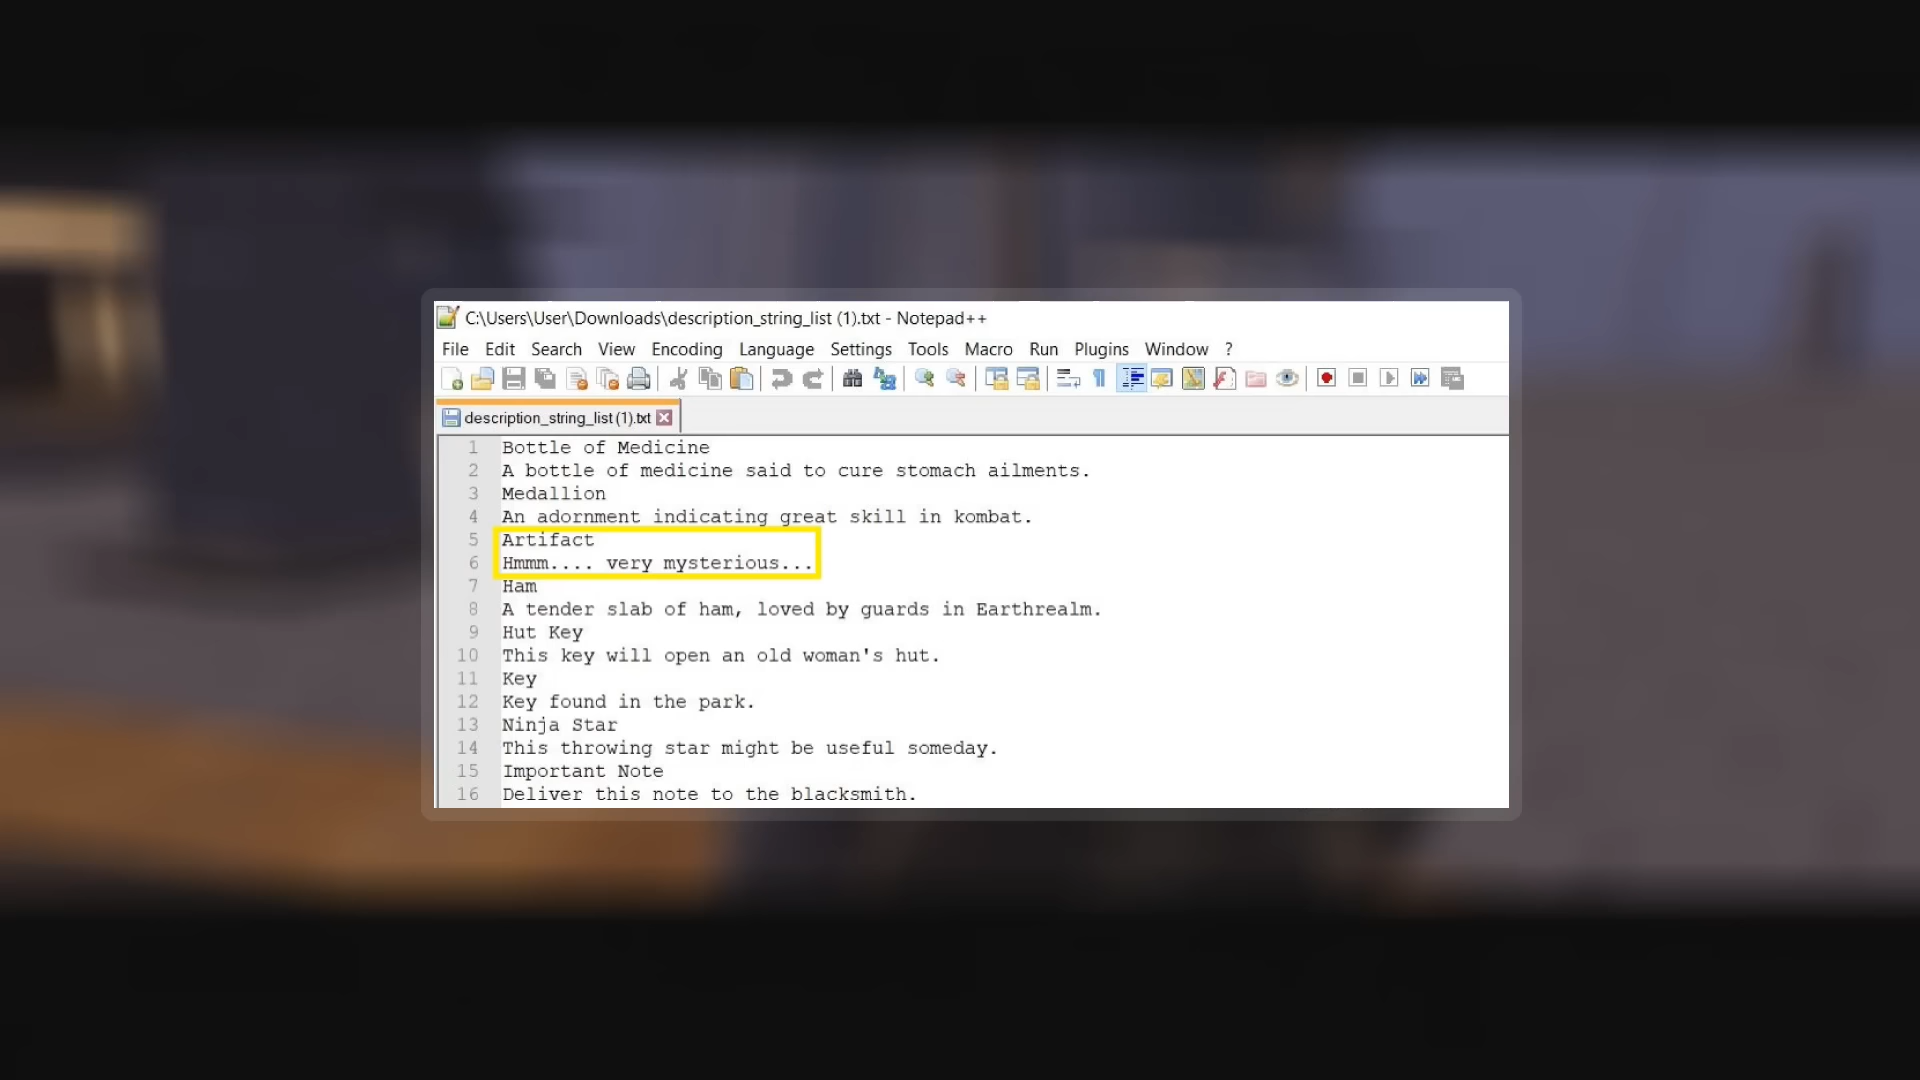 C:\Users\User\Downloads\description_string_list (1).txt - Notepad++
File Edit Search View Encoding Language Settings Tools Macro Run Plugins Window ?
description_string_list (1).txt
1 Bottle of Medicine
2 A bottle of medicine said to cure stomach ailments.
3 Medallion
4 An adornment indicating great skill in kombat.
5 Artifact
6 Hmmm.... very mysterious...
7 Ham
8 A tender slab of ham, loved by guards in Earthrealm.
9 Hut Key
10 This key will open an old woman's hut.
11 Key
12 Key found in the park.
13 Ninja Star
14 This throwing star might be useful someday.
15 Important Note
16 Deliver this note to the blacksmith.